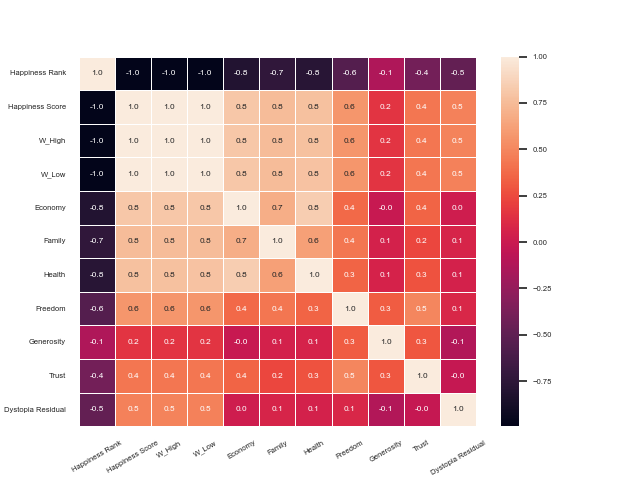 Happiness Rank 1.0 -1.0 -1.0 -1.0 -0.8 -0.7 -0.8 -0.6 -0.1 -0.4 -0.5
Happiness Score -1.0 1.0 1.0 1.0 0.8 0.8 0.8 0.6 0.2 0.4 0.5
W_High -1.0 1.0 1.0 1.0 0.8 0.8 0.8 0.6 0.2 0.4 0.5
W_Low -1.0 1.0 1.0 1.0 0.8 0.8 0.8 0.6 0.2 0.4 0.5
Economy -0.8 0.8 0.8 0.8 1.0 0.7 0.8 0.4 -0.0 0.4 0.0
Family -0.7 0.8 0.8 0.8 0.7 1.0 0.6 0.4 0.1 0.2 0.1
Health -0.8 0.8 0.8 0.8 0.8 0.6 1.0 0.3 0.1 0.3 0.1
Freedom -0.6 0.6 0.6 0.6 0.4 0.4 0.3 1.0 0.3 0.5 0.1
Generosity -0.1 0.2 0.2 0.2 -0.0 0.1 0.1 0.3 1.0 0.3 -0.1
Trust -0.4 0.4 0.4 0.4 0.4 0.2 0.3 0.5 0.3 1.0 -0.0
Dystopia Residual -0.5 0.5 0.5 0.5 0.0 0.1 0.1 0.1 -0.1 -0.0 1.0
Happiness Rank Happiness Score W_High W_Low Economy Family Health Freedom Generosity Trust Dystopia Residual
1.00
0.75
0.50
0.25
0.00
−0.25
−0.50
−0.75